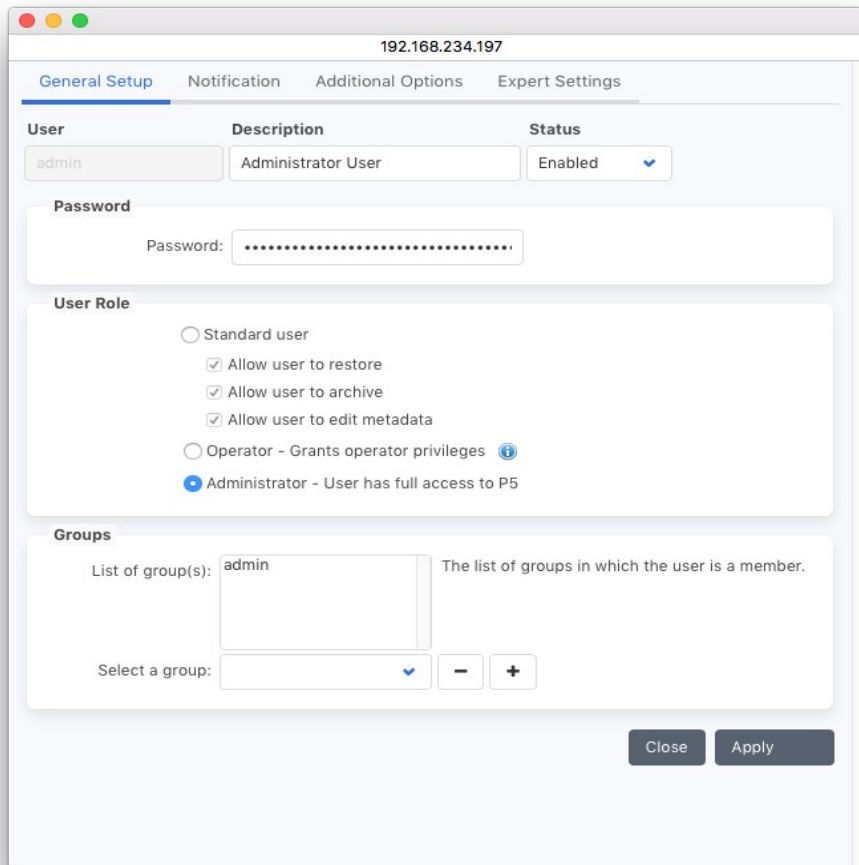 192.168.234.197
General Setup Notification Additional Options Expert Settings
User Description Status
admin Administrator User Enabled
Password
Password: ••••••••••••••••••••••••••••••••••
User Role
Standard user
Allow user to restore
Allow user to archive
Allow user to edit metadata
Operator - Grants operator privileges
Administrator - User has full access to P5
Groups
List of group(s): admin The list of groups in which the user is a member.
Select a group:
Close Apply